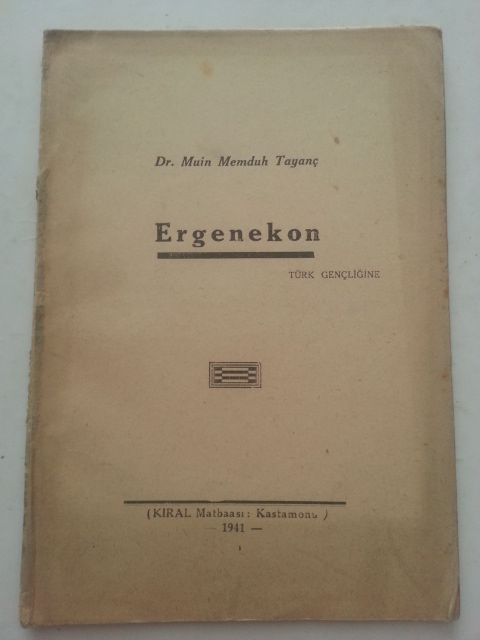 Dr. Muin Memduh Tayanç
Ergenekon
TÜRK GENÇLİĞİNE
(KIRAL Matbaası: Kastamonu)
— 1941 —